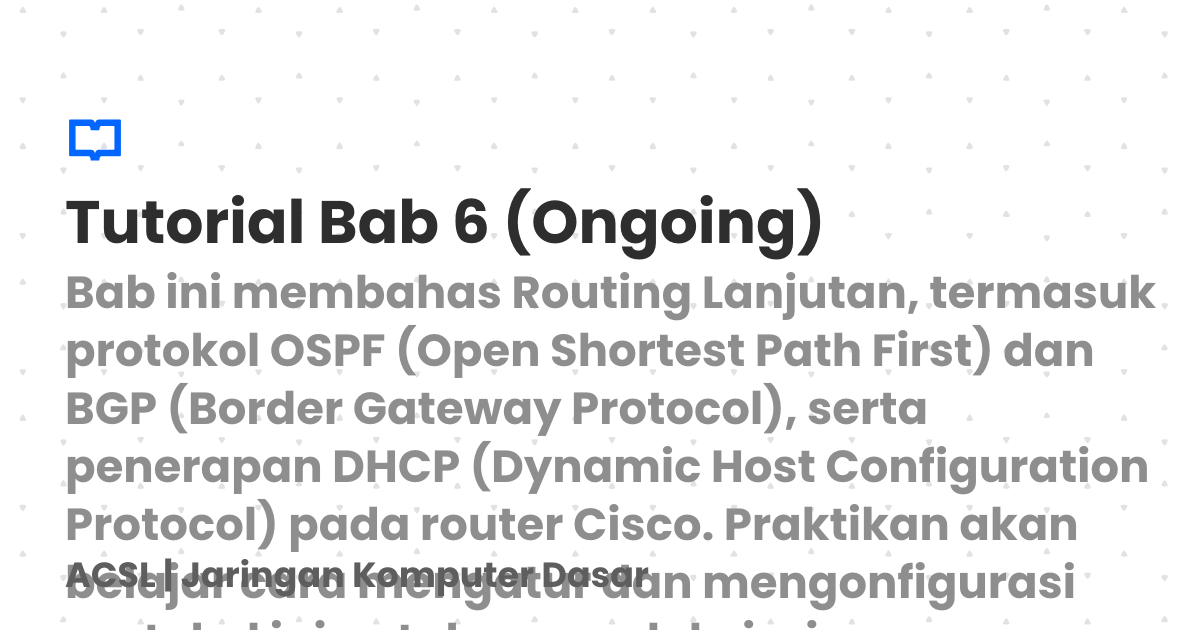 Tutorial Bab 6 (Ongoing)
Bab ini membahas Routing Lanjutan, termasuk
protokol OSPF (Open Shortest Path First) dan
BGP (Border Gateway Protocol), serta
penerapan DHCP (Dynamic Host Configuration
Protocol) pada router Cisco. Praktikan akan
ACSL | Jaringan Komputer Dasar
belajar cara mengatur dan mengonfigurasi